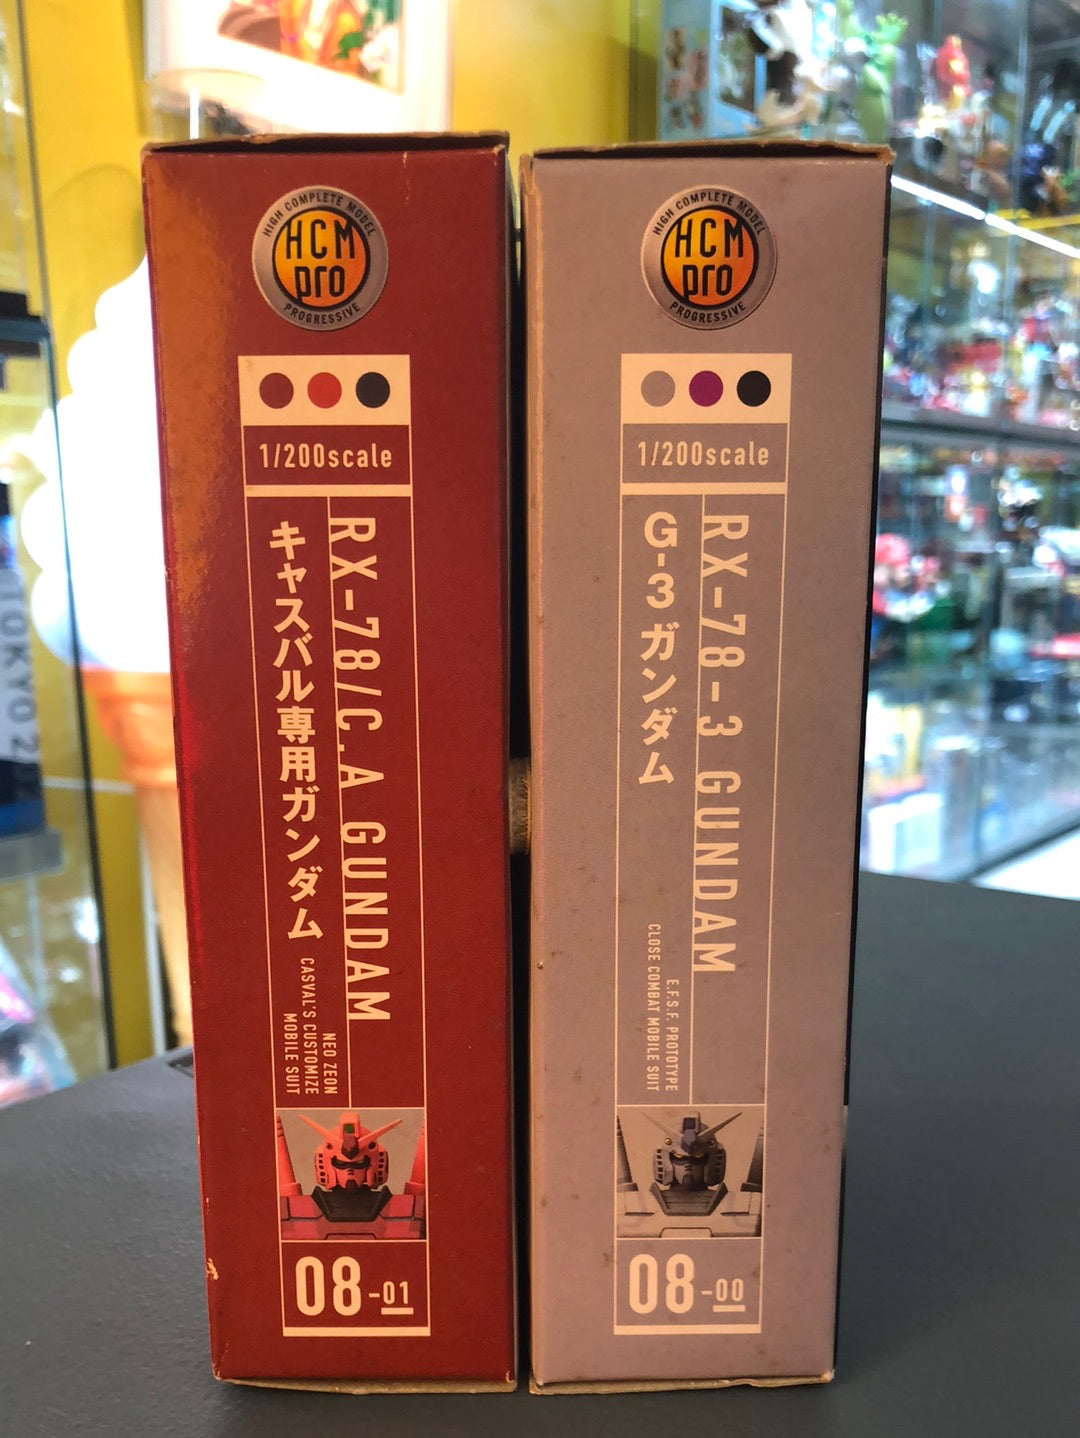 HIGH COMPLETE MODEL
HCM
pro
PROGRESSIVE
1/200scale
RX-78/C.A GUNDAM
キャスバル専用ガンダム
NEO ZEON
CASVAL'S CUSTOMIZE
MOBILE SUIT
08-01
HIGH COMPLETE MODEL
HCM
pro
PROGRESSIVE
1/200scale
RX-78-3 GUNDAM
G-3ガンダム
E.F.S.F. PROTOTYPE
CLOSE COMBAT MOBILE SUIT
08-00
TOKYO